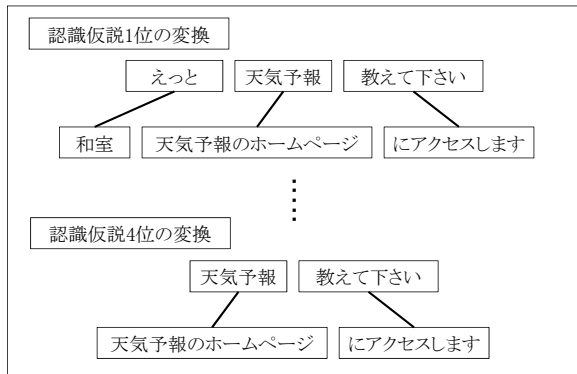 認識仮説1位の変換
えっと 天気予報 教えて下さい
和室 天気予報のホームページ にアクセスします
認識仮説4位の変換
天気予報 教えて下さい
天気予報のホームページ にアクセスします